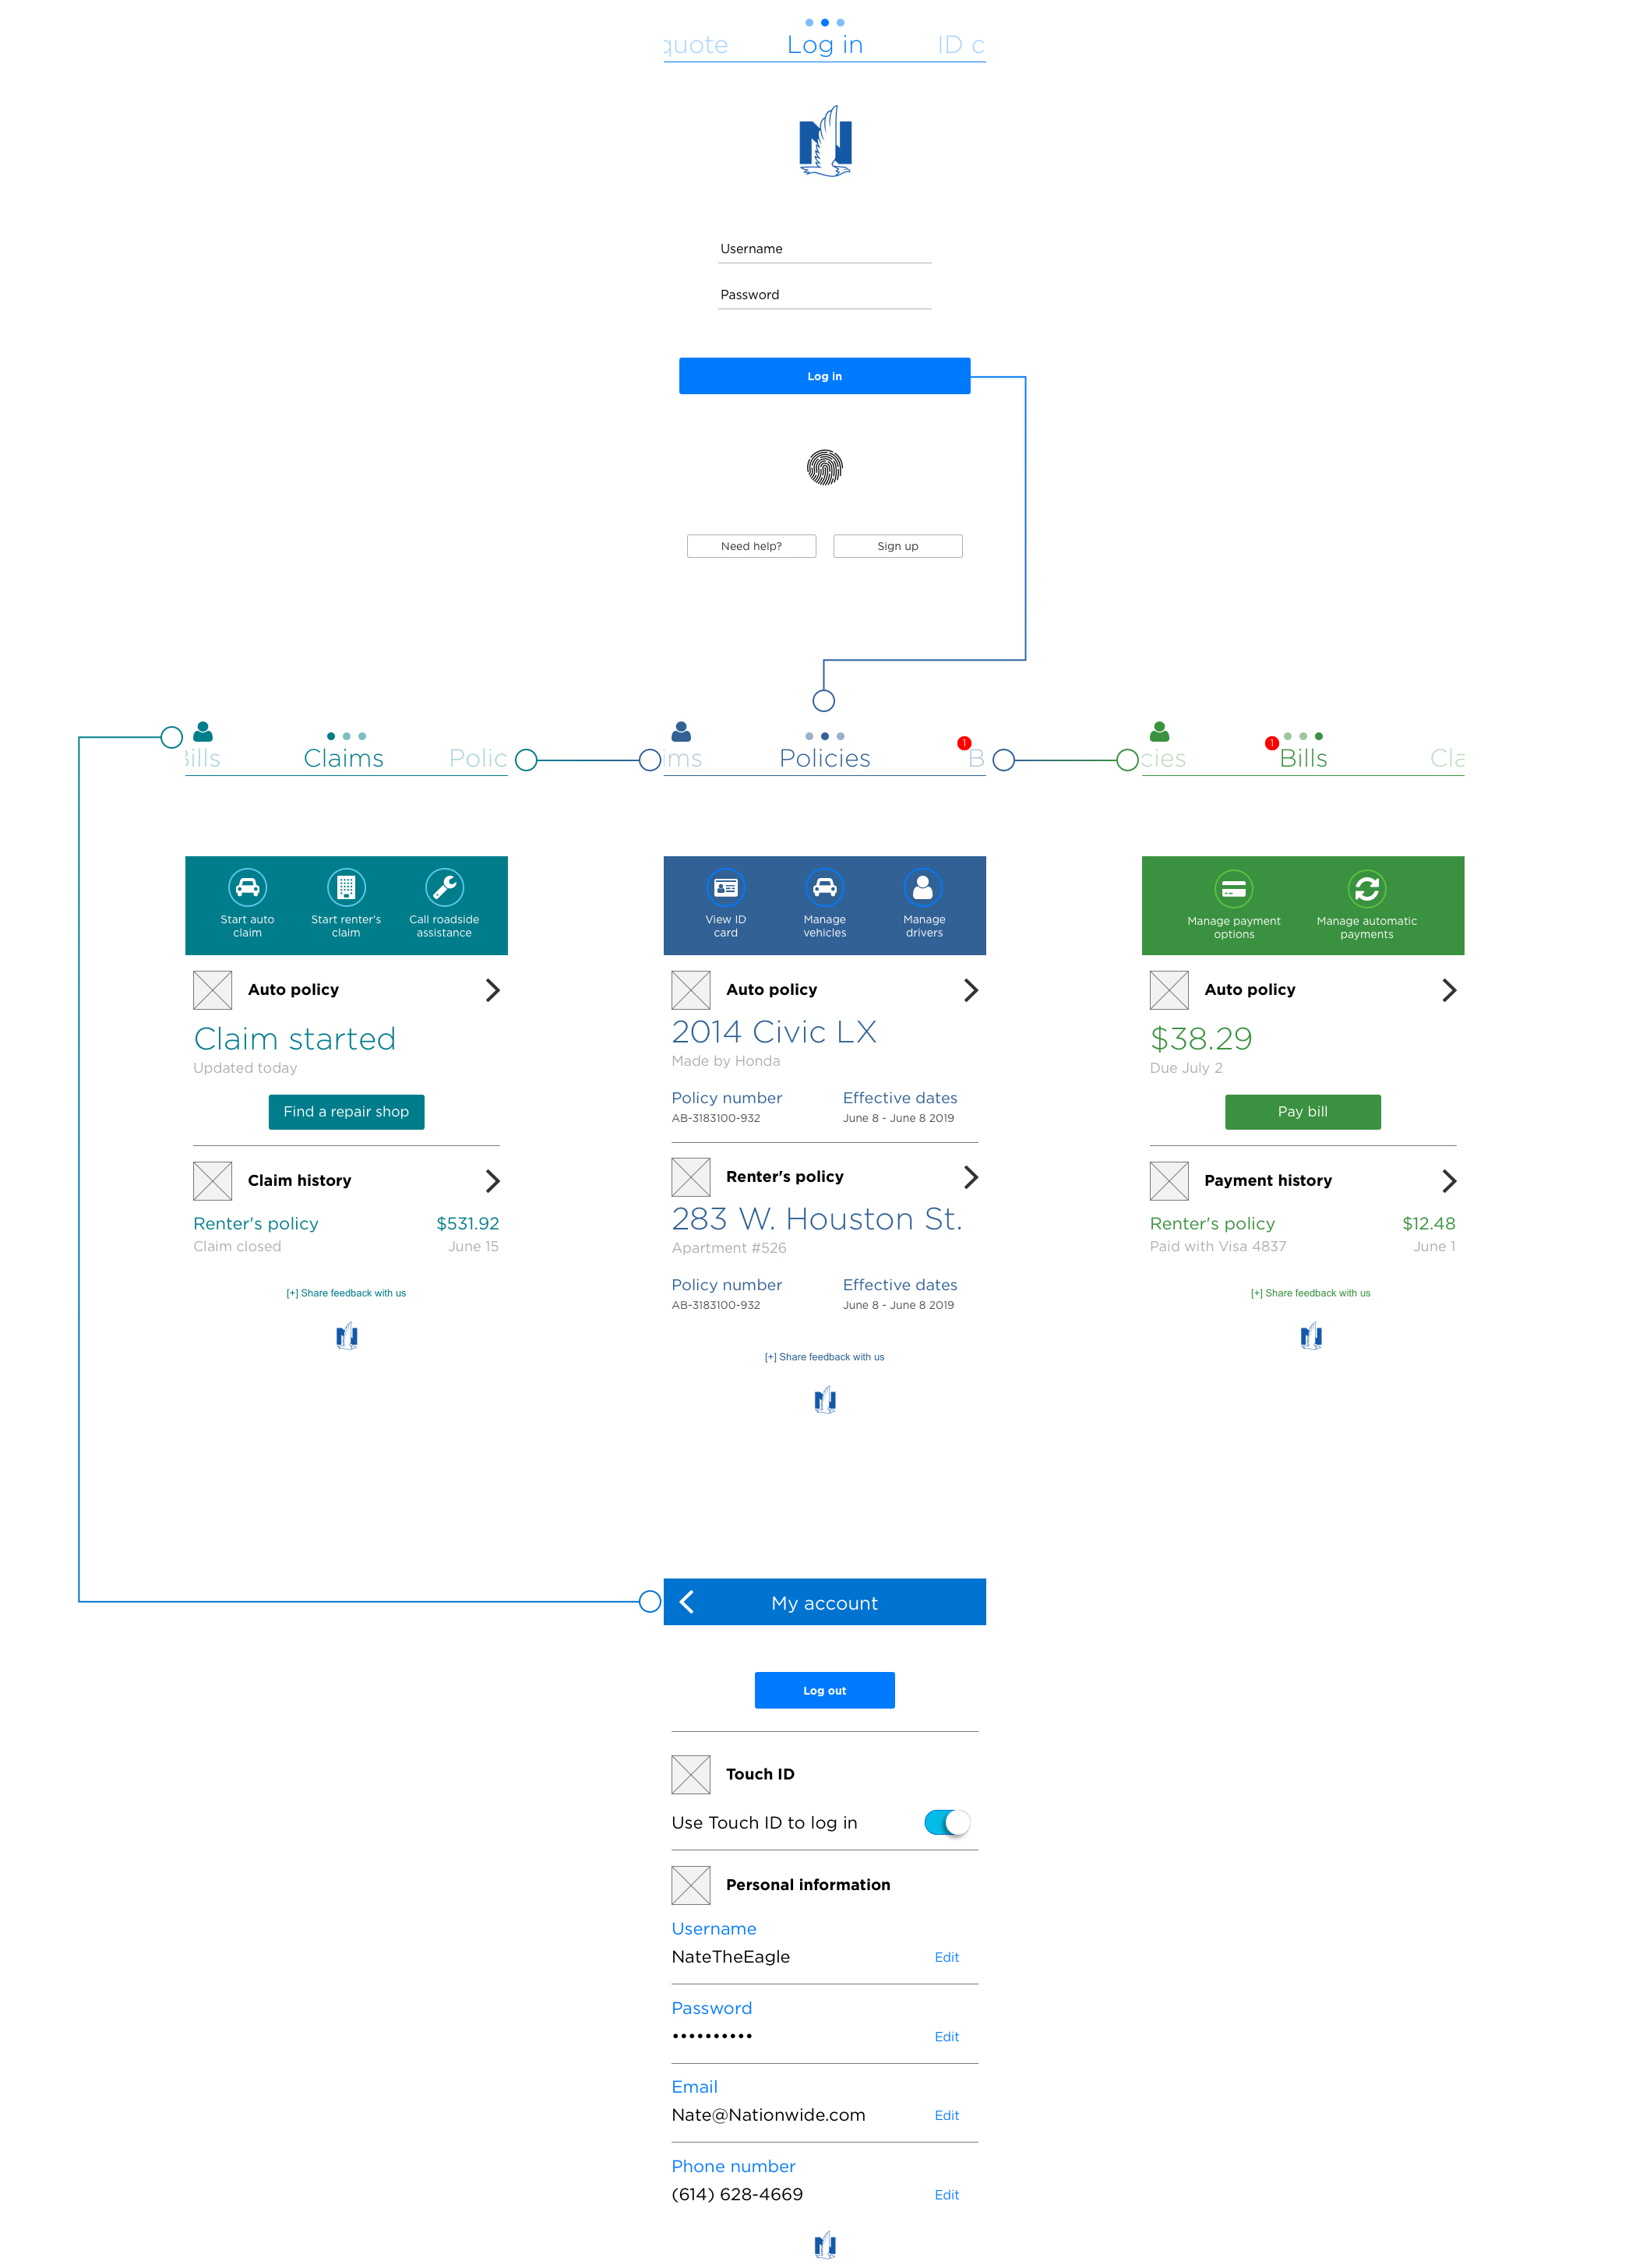 quote Log in ID c
Username
Password
Log in
Need help? Sign up
Bills Claims Polic
Start auto claim
Start renter's claim
Call roadside assistance
Auto policy
Claim started
Updated today
Find a repair shop
Claim history
Renter's policy $531.92
Claim closed June 15
[+] Share feedback with us
ims Policies 1 B
View ID card
Manage vehicles
Manage drivers
Auto policy
2014 Civic LX
Made by Honda
Policy number Effective dates
AB-3183100-932 June 8 - June 8 2019
Renter's policy
283 W. Houston St.
Apartment #526
Policy number Effective dates
AB-3183100-932 June 8 - June 8 2019
[+] Share feedback with us
cies 1 Bills Cla
Manage payment options
Manage automatic payments
Auto policy
$38.29
Due July 2
Pay bill
Payment history
Renter's policy $12.48
Paid with Visa 4837 June 1
[+] Share feedback with us
My account
Log out
Touch ID
Use Touch ID to log in
Personal information
Username
NateTheEagle Edit
Password
•••••••••• Edit
Email
Nate@Nationwide.com Edit
Phone number
(614) 628-4669 Edit